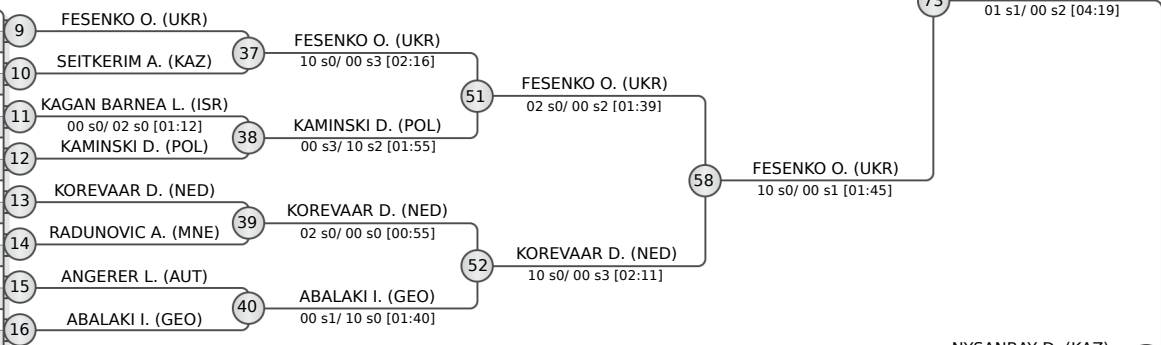 73
01 s1/ 00 s2 [04:19]
9
FESENKO O. (UKR)
10
SEITKERIM A. (KAZ)
37
FESENKO O. (UKR)
10 s0/ 00 s3 [02:16]
11
KAGAN BARNEA L. (ISR)
00 s0/ 02 s0 [01:12]
12
KAMINSKI D. (POL)
38
KAMINSKI D. (POL)
00 s3/ 10 s2 [01:55]
51
FESENKO O. (UKR)
02 s0/ 00 s2 [01:39]
13
KOREVAAR D. (NED)
14
RADUNOVIC A. (MNE)
39
KOREVAAR D. (NED)
02 s0/ 00 s0 [00:55]
15
ANGERER L. (AUT)
16
ABALAKI I. (GEO)
40
ABALAKI I. (GEO)
00 s1/ 10 s0 [01:40]
52
KOREVAAR D. (NED)
10 s0/ 00 s3 [02:11]
58
FESENKO O. (UKR)
10 s0/ 00 s1 [01:45]
NYSANBAY D. (KAZ)